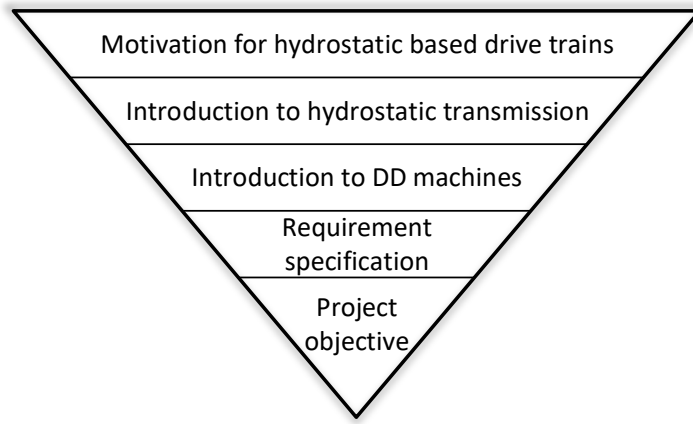 Motivation for hydrostatic based drive trains
Introduction to hydrostatic transmission
Introduction to DD machines
Requirement
specification
Project
objective